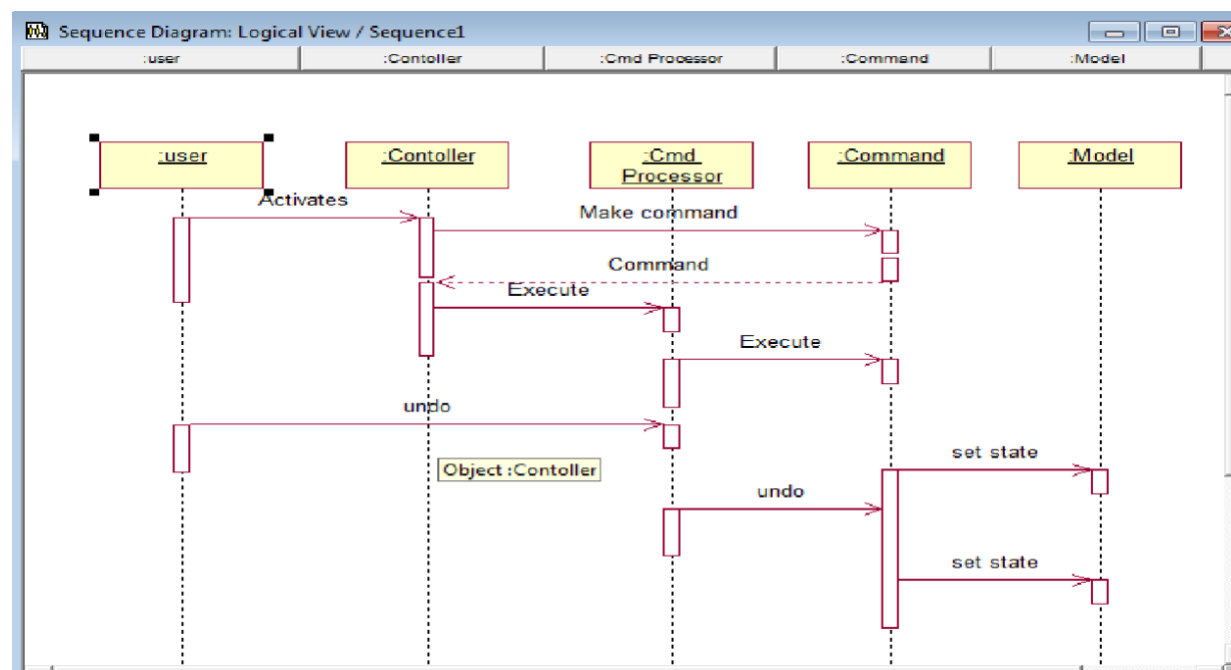 Sequence Diagram: Logical View / Sequence1
:user :Contoller :Cmd Processor :Command :Model
:user :Contoller :Cmd :Command :Model
Processor
Activates
Make command
Command
Execute
Execute
undo
set state
Object :Contoller
undo
set state